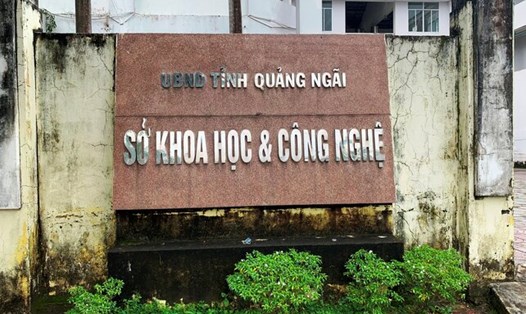 UBND TỈNH QUẢNG NGÃI
SỞ KHOA HỌC & CÔNG NGHỆ